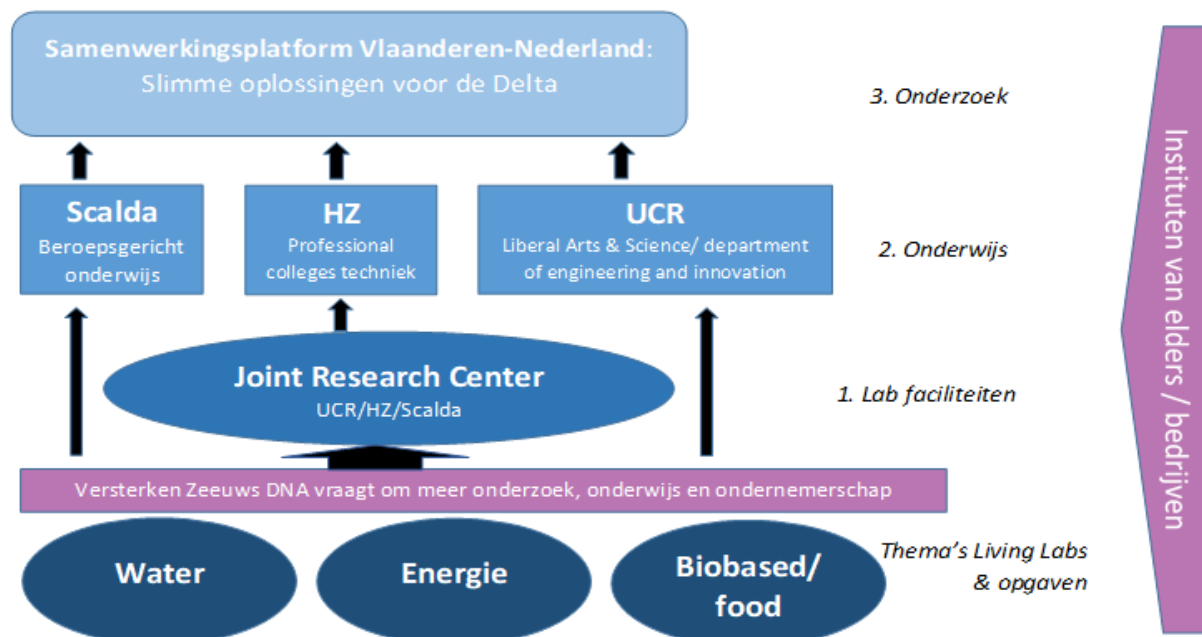 Samenwerkingsplatform Vlaanderen-Nederland:
Slimme oplossingen voor de Delta
3. Onderzoek
Scalda
Beroepsgericht
onderwijs
HZ
Professional
colleges techniek
UCR
Liberal Arts & Science/ department
of engineering and innovation
2. Onderwijs
Joint Research Center
UCR/HZ/Scalda
1. Lab faciliteiten
Versterken Zeeuws DNA vraagt om meer onderzoek, onderwijs en ondernemerschap
Water
Energie
Biobased/
food
Thema's Living Labs
& opgaven
Instituten van elders / bedrijven